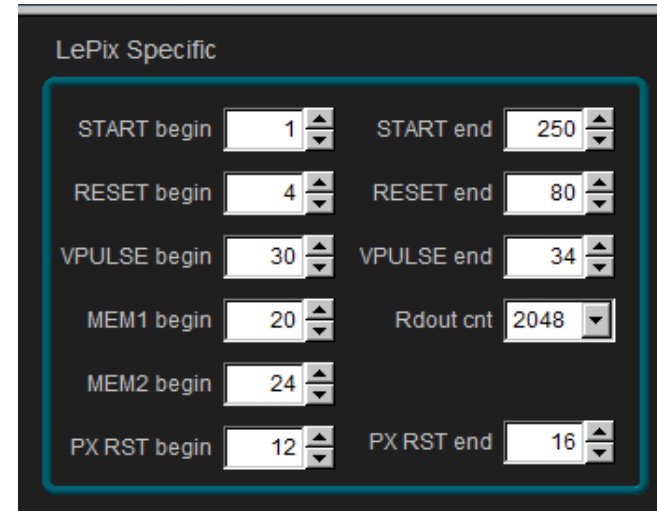 LePix Specific
START begin 1 START end 250
RESET begin 4 RESET end 80
VPULSE begin 30 VPULSE end 34
MEM1 begin 20 Rdout cnt 2048
MEM2 begin 24
PX RST begin 12 PX RST end 16